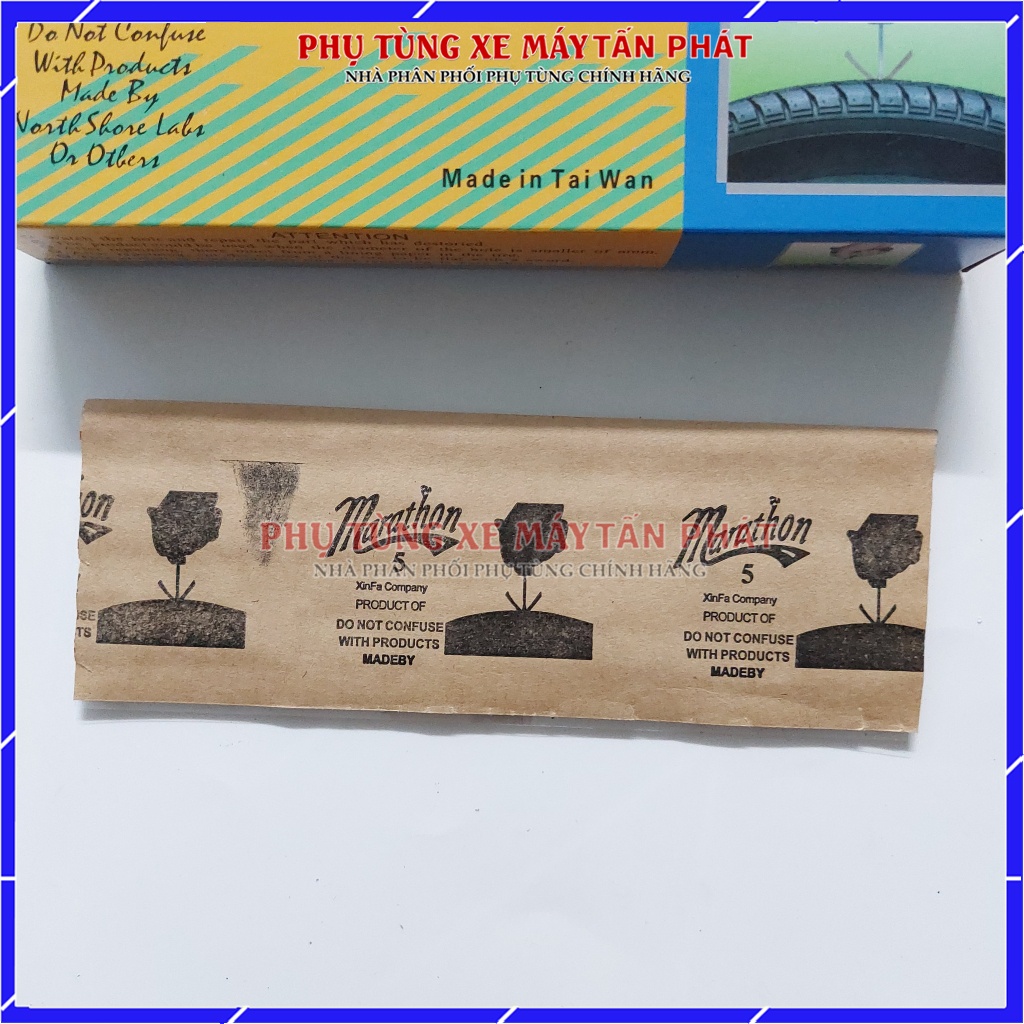 Do Not Confuse
With Products
Made By
North Shore Labs
Or Others
PHỤ TÙNG XE MÁY TẤN PHÁT
NHÀ PHÂN PHỐI PHỤ TÙNG CHÍNH HÃNG
Made in Tai Wan
ATTENTION
on
SE
TS
Marathon
5
XinFa Company
PRODUCT OF
DO NOT CONFUSE
WITH PRODUCTS
MADEBY
PHỤ TÙNG XE MÁY TẤN PHÁT
NHÀ PHÂN PHỐI PHỤ TÙNG CHÍNH HÃNG
Marathon
5
XinFa Company
PRODUCT OF
DO NOT CONFUSE
WITH PRODUCTS
MADEBY